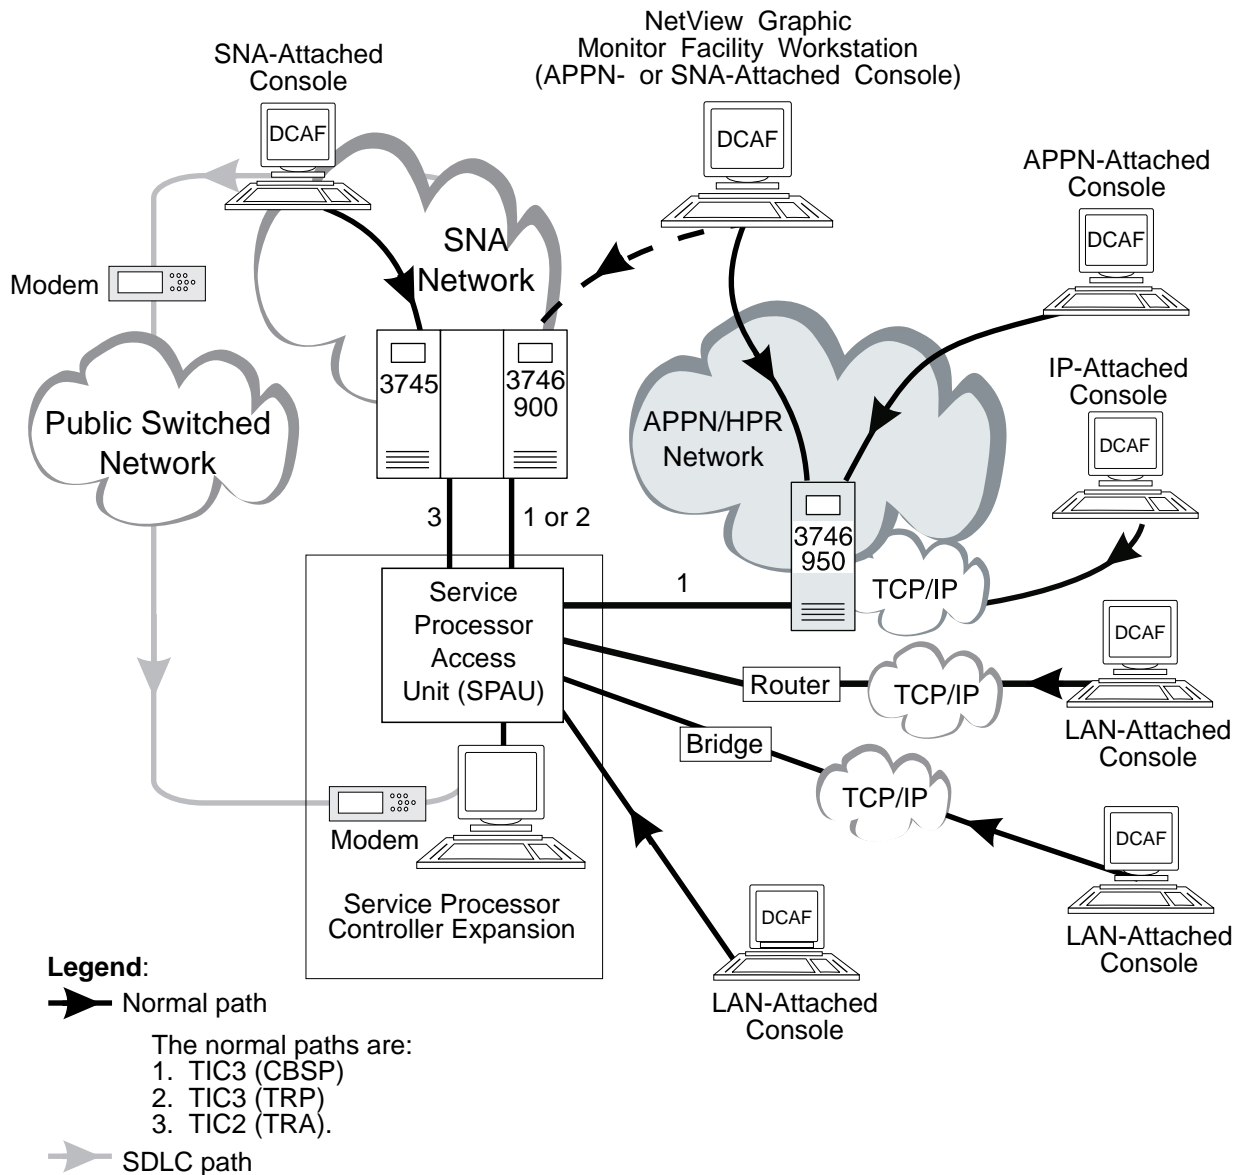 NetView Graphic
Monitor Facility Workstation
(APPN- or SNA-Attached Console)
SNA-Attached
Console
DCAF
DCAF
APPN-Attached
Console
DCAF
SNA
Network
Modem
IP-Attached
Console
DCAF
3745
3746
900
Public Switched
Network
APPN/HPR
Network
3
1 or 2
3746
950
TCP/IP
1
Service
Processor
Access
Unit (SPAU)
DCAF
Router
TCP/IP
LAN-Attached
Console
Bridge
TCP/IP
DCAF
LAN-Attached
Console
Modem
Service Processor
Controller Expansion
DCAF
LAN-Attached
Console
Legend:
Normal path
The normal paths are:
1. TIC3 (CBSP)
2. TIC3 (TRP)
3. TIC2 (TRA).
SDLC path